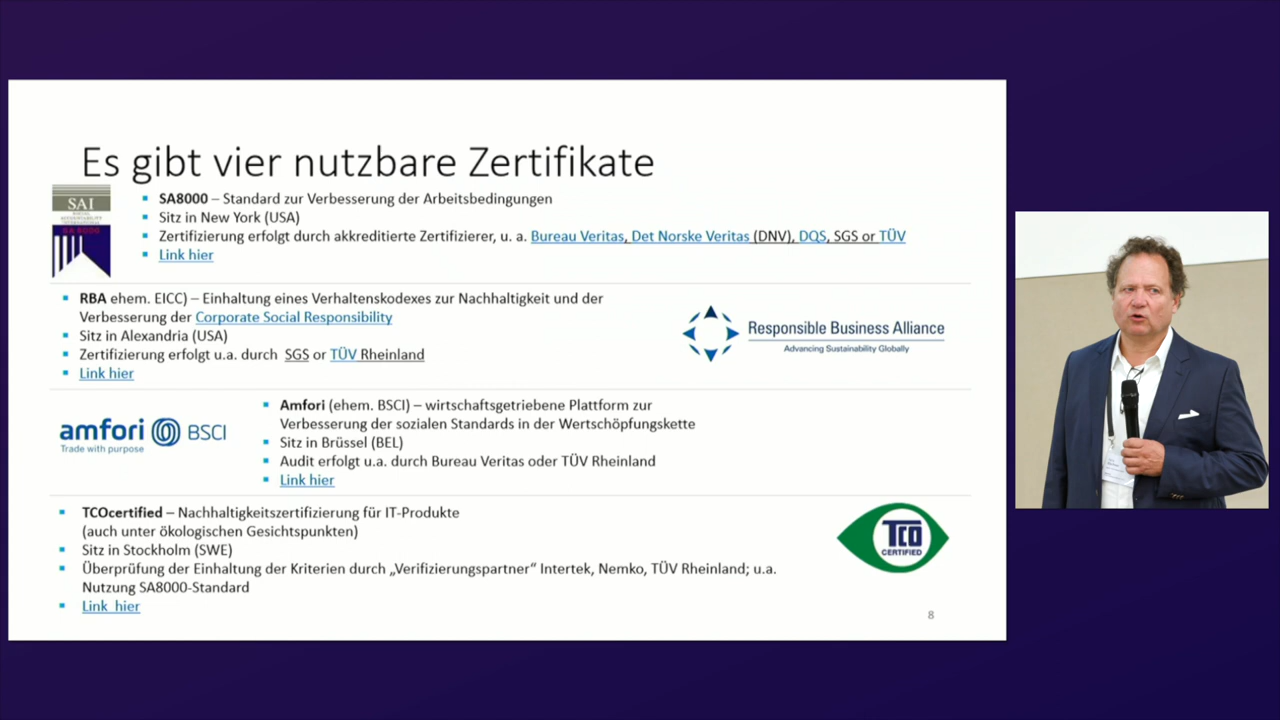 Es gibt vier nutzbare Zertifikate
SAI
SOCIAL
ACCOUNTABILITY
INTERNATIONAL
SA 8000
SA8000 – Standard zur Verbesserung der Arbeitsbedingungen
Sitz in New York (USA)
Zertifizierung erfolgt durch akkreditierte Zertifizierer, u. a. Bureau Veritas, Det Norske Veritas (DNV), DQS, SGS or TÜV
Link hier
RBA ehem. EICC) – Einhaltung eines Verhaltenskodexes zur Nachhaltigkeit und der
Verbesserung der Corporate Social Responsibility
Sitz in Alexandria (USA)
Zertifizierung erfolgt u.a. durch SGS or TÜV Rheinland
Link hier
Responsible Business Alliance
Advancing Sustainability Globally
amfori BSCI
Trade with purpose
Amfori (ehem. BSCI) – wirtschaftsgetriebene Plattform zur
Verbesserung der sozialen Standards in der Wertschöpfungskette
Sitz in Brüssel (BEL)
Audit erfolgt u.a. durch Bureau Veritas oder TÜV Rheinland
Link hier
TCOcertified – Nachhaltigkeitszertifizierung für IT-Produkte
(auch unter ökologischen Gesichtspunkten)
Sitz in Stockholm (SWE)
Überprüfung der Einhaltung der Kriterien durch „Verifizierungspartner“ Intertek, Nemko, TÜV Rheinland; u.a.
Nutzung SA8000-Standard
Link hier
TCO
CERTIFIED
8